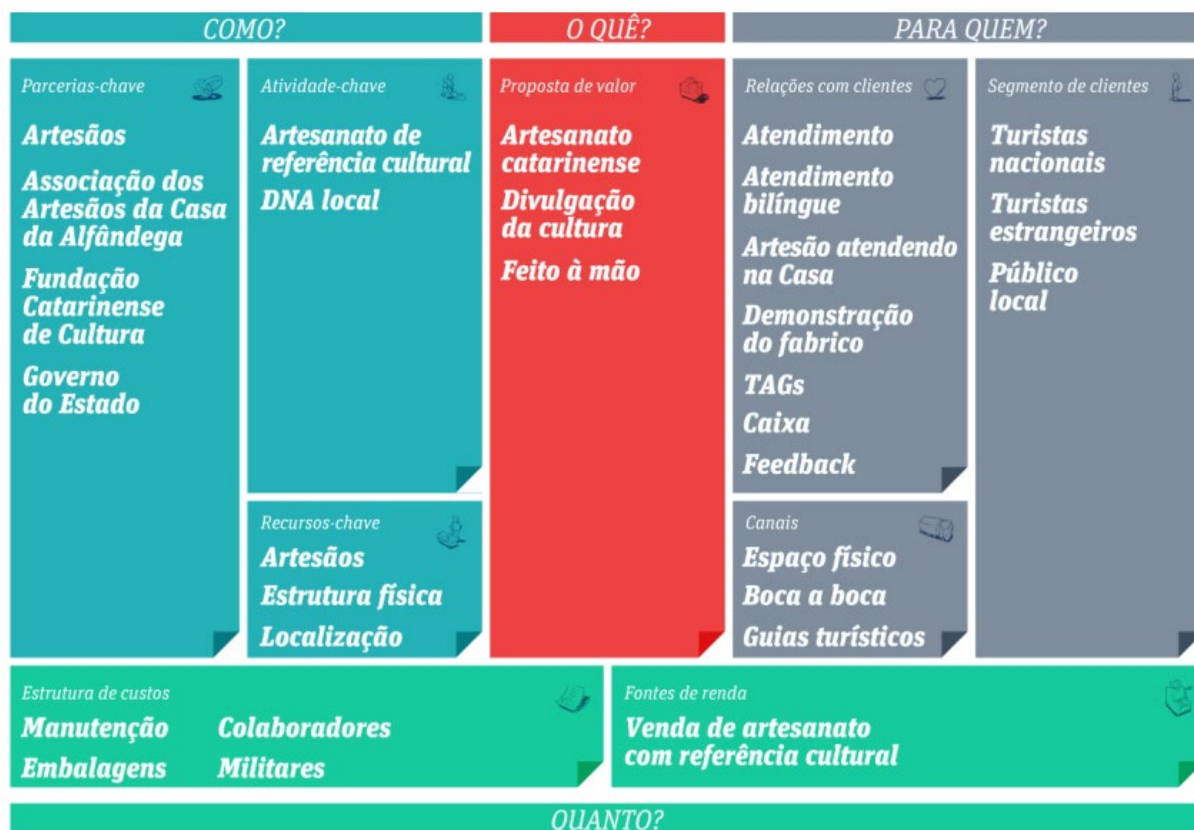 COMO?
O QUÊ?
PARA QUEM?
Parcerias-chave
Artesãos
Associação dos
Artesãos da Casa
da Alfândega
Fundação
Catarinense
de Cultura
Governo
do Estado
Atividade-chave
Artesanato de
referência cultural
DNA local
Recursos-chave
Artesãos
Estrutura física
Localização
Proposta de valor
Artesanato
catarinense
Divulgação
da cultura
Feito à mão
Relações com clientes
Atendimento
Atendimento
bilíngue
Artesão atendendo
na Casa
Demonstração
do fabrico
TAGs
Caixa
Feedback
Canais
Espaço físico
Boca a boca
Guias turísticos
Segmento de clientes
Turistas
nacionais
Turistas
estrangeiros
Público
local
Estrutura de custos
Manutenção
Colaboradores
Embalagens
Militares
Fontes de renda
Venda de artesanato
com referência cultural
QUANTO?